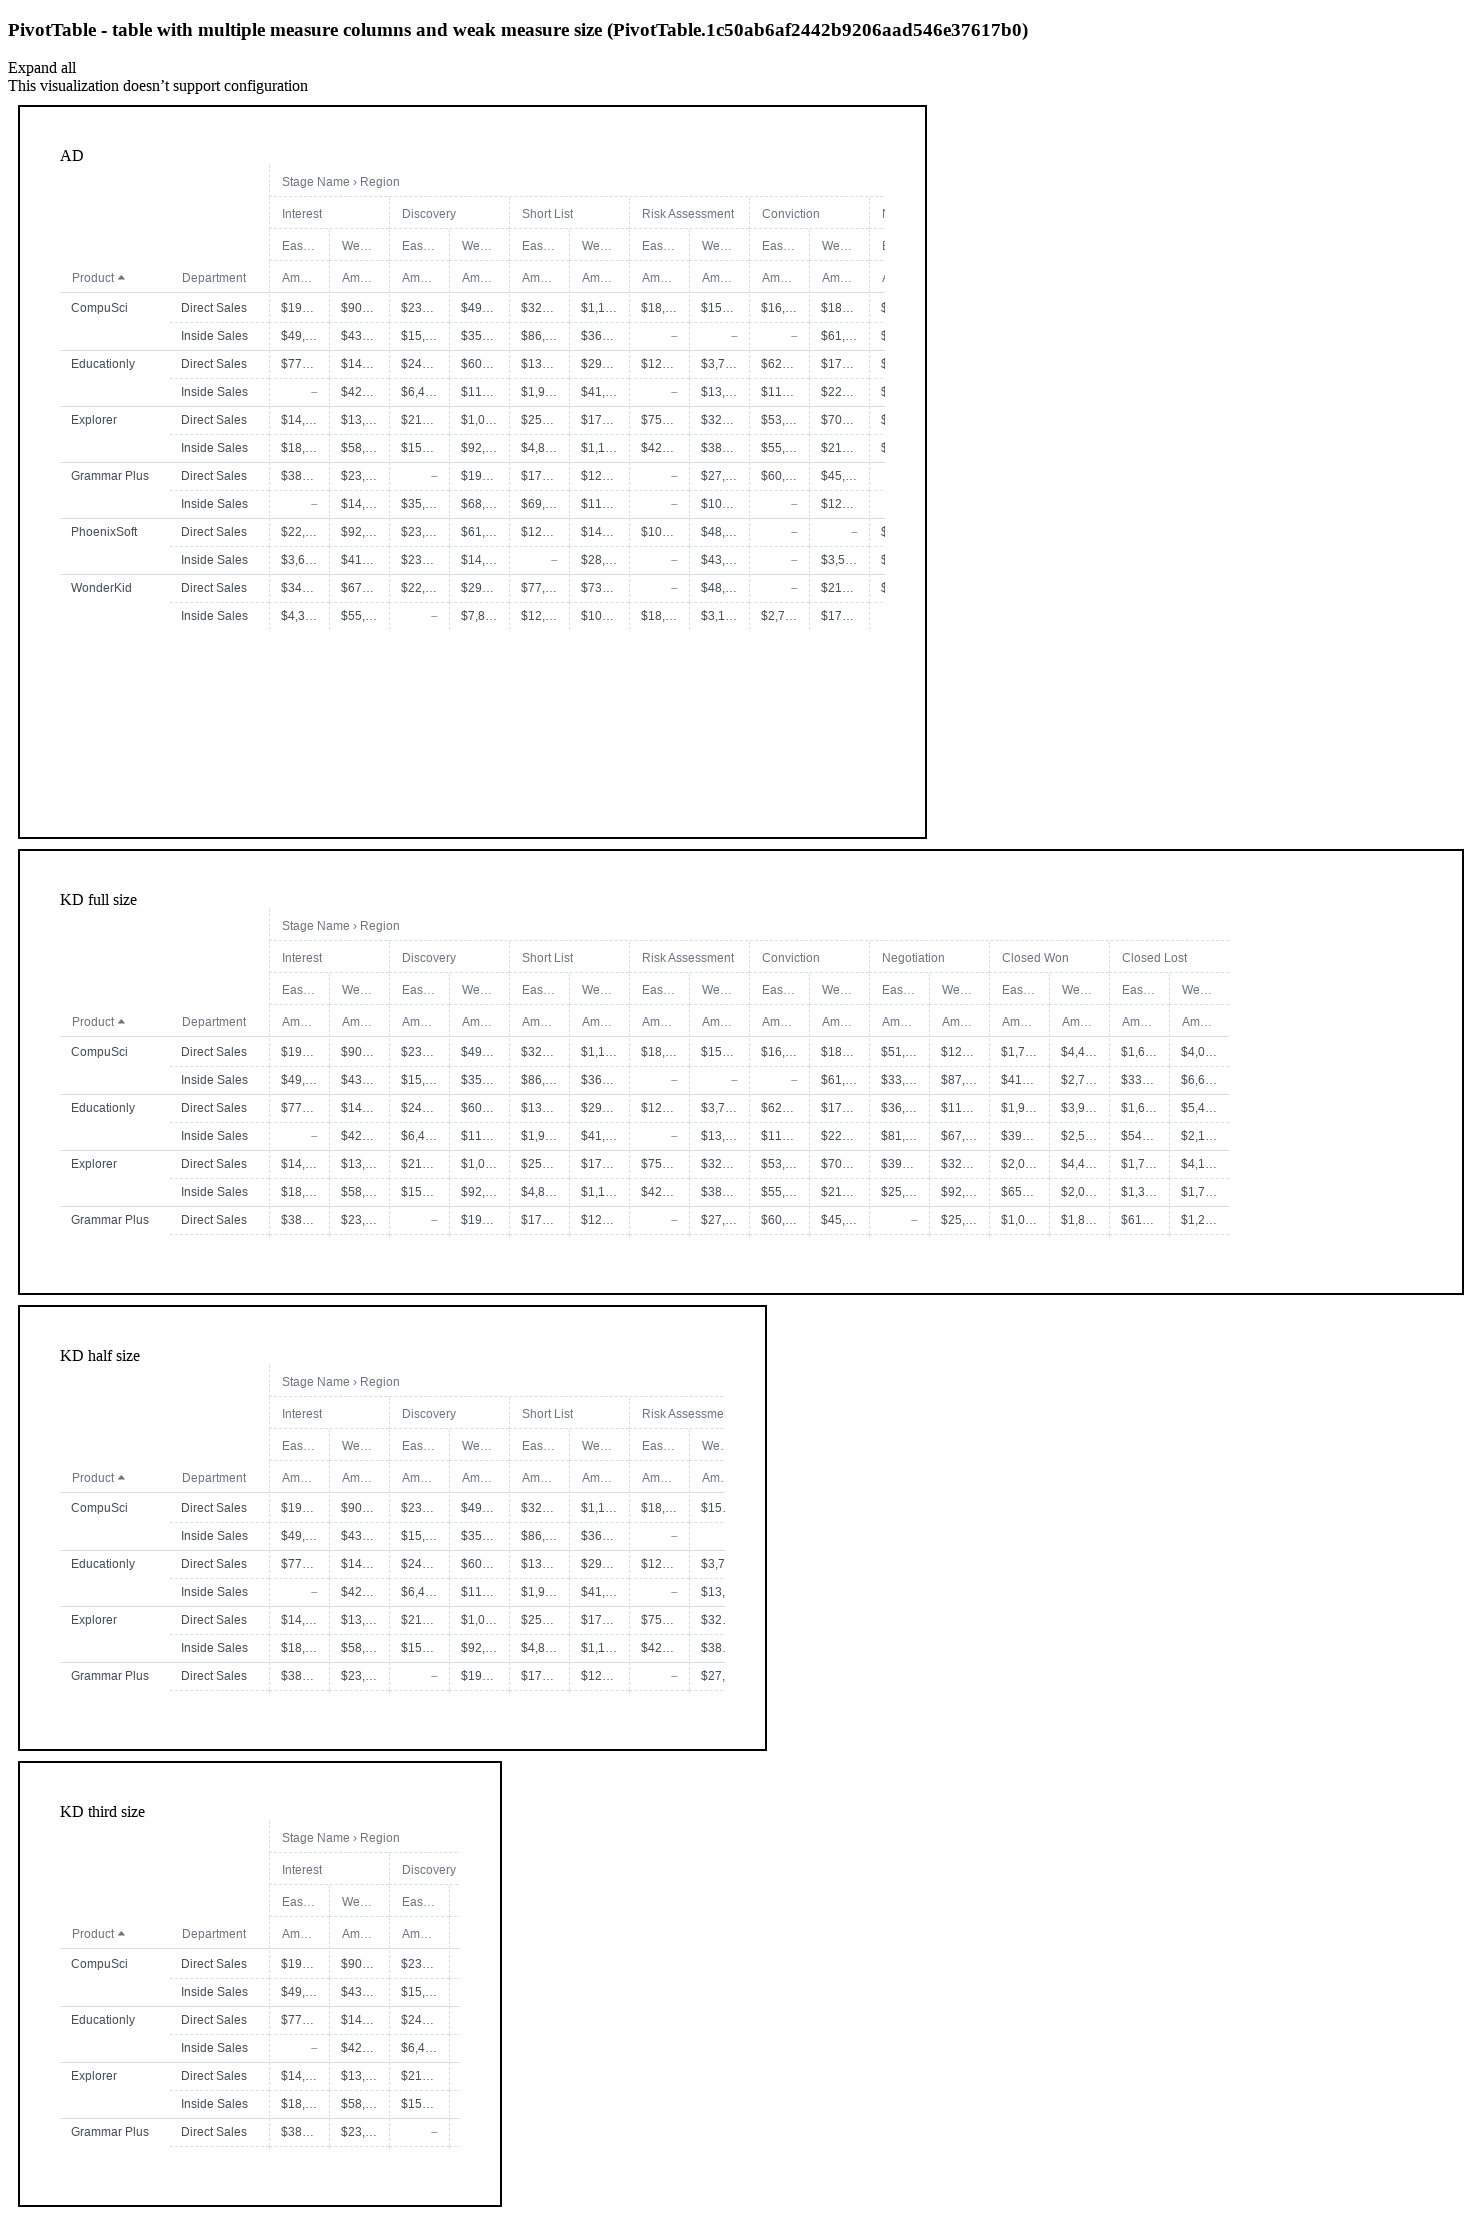 PivotTable - table with multiple measure columns and weak measure size (PivotTable.1c50ab6af2442b9206aad546e37617b0)
Expand all
This visualization doesn’t support configuration
AD
Stage Name › Region
Interest Discovery Short List Risk Assessment Conviction
Eas… We… Eas… We… Eas… We… Eas… We… Eas… We…
Product Department Am… Am… Am… Am… Am… Am… Am… Am… Am… Am…
CompuSci Direct Sales $19… $90… $23… $49… $32… $1,1… $18,… $15… $16,… $18… $
Inside Sales $49,… $43… $15,… $35… $86,… $36… – – – $61,… $
Educationly Direct Sales $77… $14… $24… $60… $13… $29… $12… $3,7… $62… $17… $
Inside Sales – $42… $6,4… $11… $1,9… $41,… – $13,… $11… $22… $
Explorer Direct Sales $14,… $13,… $21… $1,0… $25… $17… $75… $32… $53,… $70… $
Inside Sales $18,… $58,… $15… $92,… $4,8… $1,1… $42… $38… $55,… $21… $
Grammar Plus Direct Sales $38… $23,… – $19… $17… $12… – $27,… $60,… $45,…
Inside Sales – $14,… $35,… $68,… $69,… $11… – $10… – $12…
PhoenixSoft Direct Sales $22,… $92,… $23,… $61,… $12… $14… $10… $48,… – – $
Inside Sales $3,6… $41… $23… $14,… – $28,… – $43,… – $3,5… $
WonderKid Direct Sales $34… $67… $22,… $29… $77,… $73… – $48,… – $21… $
Inside Sales $4,3… $55,… – $7,8… $12,… $10… $18,… $3,1… $2,7… $17…
KD full size
Stage Name › Region
Interest Discovery Short List Risk Assessment Conviction Negotiation Closed Won Closed Lost
Eas… We… Eas… We… Eas… We… Eas… We… Eas… We… Eas… We… Eas… We… Eas… We…
Product Department Am… Am… Am… Am… Am… Am… Am… Am… Am… Am… Am… Am… Am… Am… Am… Am…
CompuSci Direct Sales $19… $90… $23… $49… $32… $1,1… $18,… $15… $16,… $18… $51,… $12… $1,7… $4,4… $1,6… $4,0…
Inside Sales $49,… $43… $15,… $35… $86,… $36… – – – $61,… $33,… $87,… $41… $2,7… $33… $6,6…
Educationly Direct Sales $77… $14… $24… $60… $13… $29… $12… $3,7… $62… $17… $36,… $11… $1,9… $3,9… $1,6… $5,4…
Inside Sales – $42… $6,4… $11… $1,9… $41,… – $13,… $11… $22… $81,… $67,… $39… $2,5… $54… $2,1…
Explorer Direct Sales $14,… $13,… $21… $1,0… $25… $17… $75… $32… $53,… $70… $39… $32… $2,0… $4,4… $1,7… $4,1…
Inside Sales $18,… $58,… $15… $92,… $4,8… $1,1… $42… $38… $55,… $21… $25,… $92,… $65… $2,0… $1,3… $1,7…
Grammar Plus Direct Sales $38… $23,… – $19… $17… $12… – $27,… $60,… $45,… – $25,… $1,0… $1,8… $61… $1,2…
KD half size
Stage Name › Region
Interest Discovery Short List Risk Assessme
Eas… We… Eas… We… Eas… We… Eas… We.
Product Department Am… Am… Am… Am… Am… Am… Am… Am.
CompuSci Direct Sales $19… $90… $23… $49… $32… $1,1… $18,… $15.
Inside Sales $49,… $43… $15,… $35… $86,… $36… –
Educationly Direct Sales $77… $14… $24… $60… $13… $29… $12… $3,7
Inside Sales – $42… $6,4… $11… $1,9… $41,… – $13,
Explorer Direct Sales $14,… $13,… $21… $1,0… $25… $17… $75… $32.
Inside Sales $18,… $58,… $15… $92,… $4,8… $1,1… $42… $38.
Grammar Plus Direct Sales $38… $23,… – $19… $17… $12… – $27,
KD third size
Stage Name › Region
Interest Discovery
Eas… We… Eas…
Product Department Am… Am… Am…
CompuSci Direct Sales $19… $90… $23…
Inside Sales $49,… $43… $15,…
Educationly Direct Sales $77… $14… $24…
Inside Sales – $42… $6,4…
Explorer Direct Sales $14,… $13,… $21…
Inside Sales $18,… $58,… $15…
Grammar Plus Direct Sales $38… $23,… –